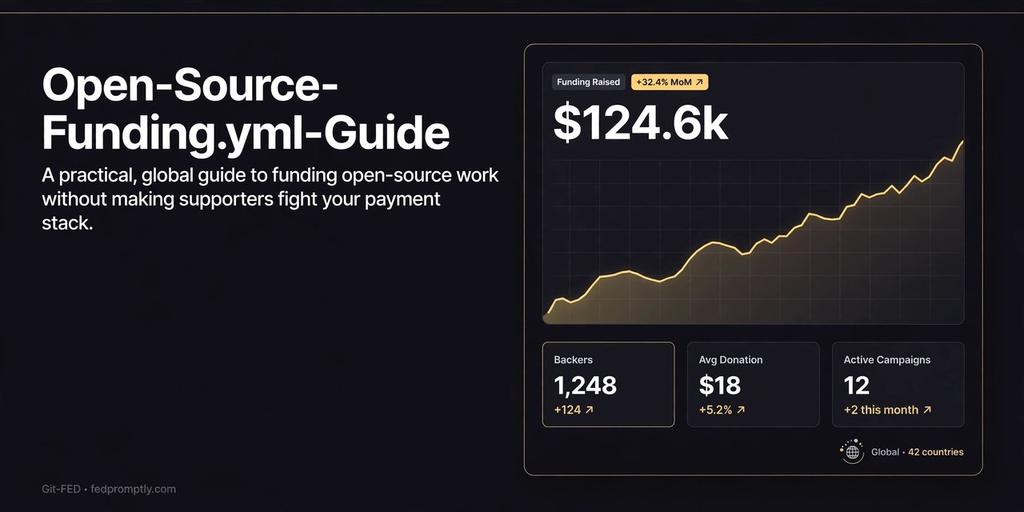 Open-Source-
Funding.yml-Guide
A practical, global guide to funding open-source work
without making supporters fight your payment
stack.
Git-FED • fedpromptly.com
Funding Raised
+32.4% MoM ↗
$124.6k
Backers
1,248
+124 ↗
Avg Donation
$18
+5.2% ↗
Active Campaigns
12
+2 this month ↗
Global • 42 countries